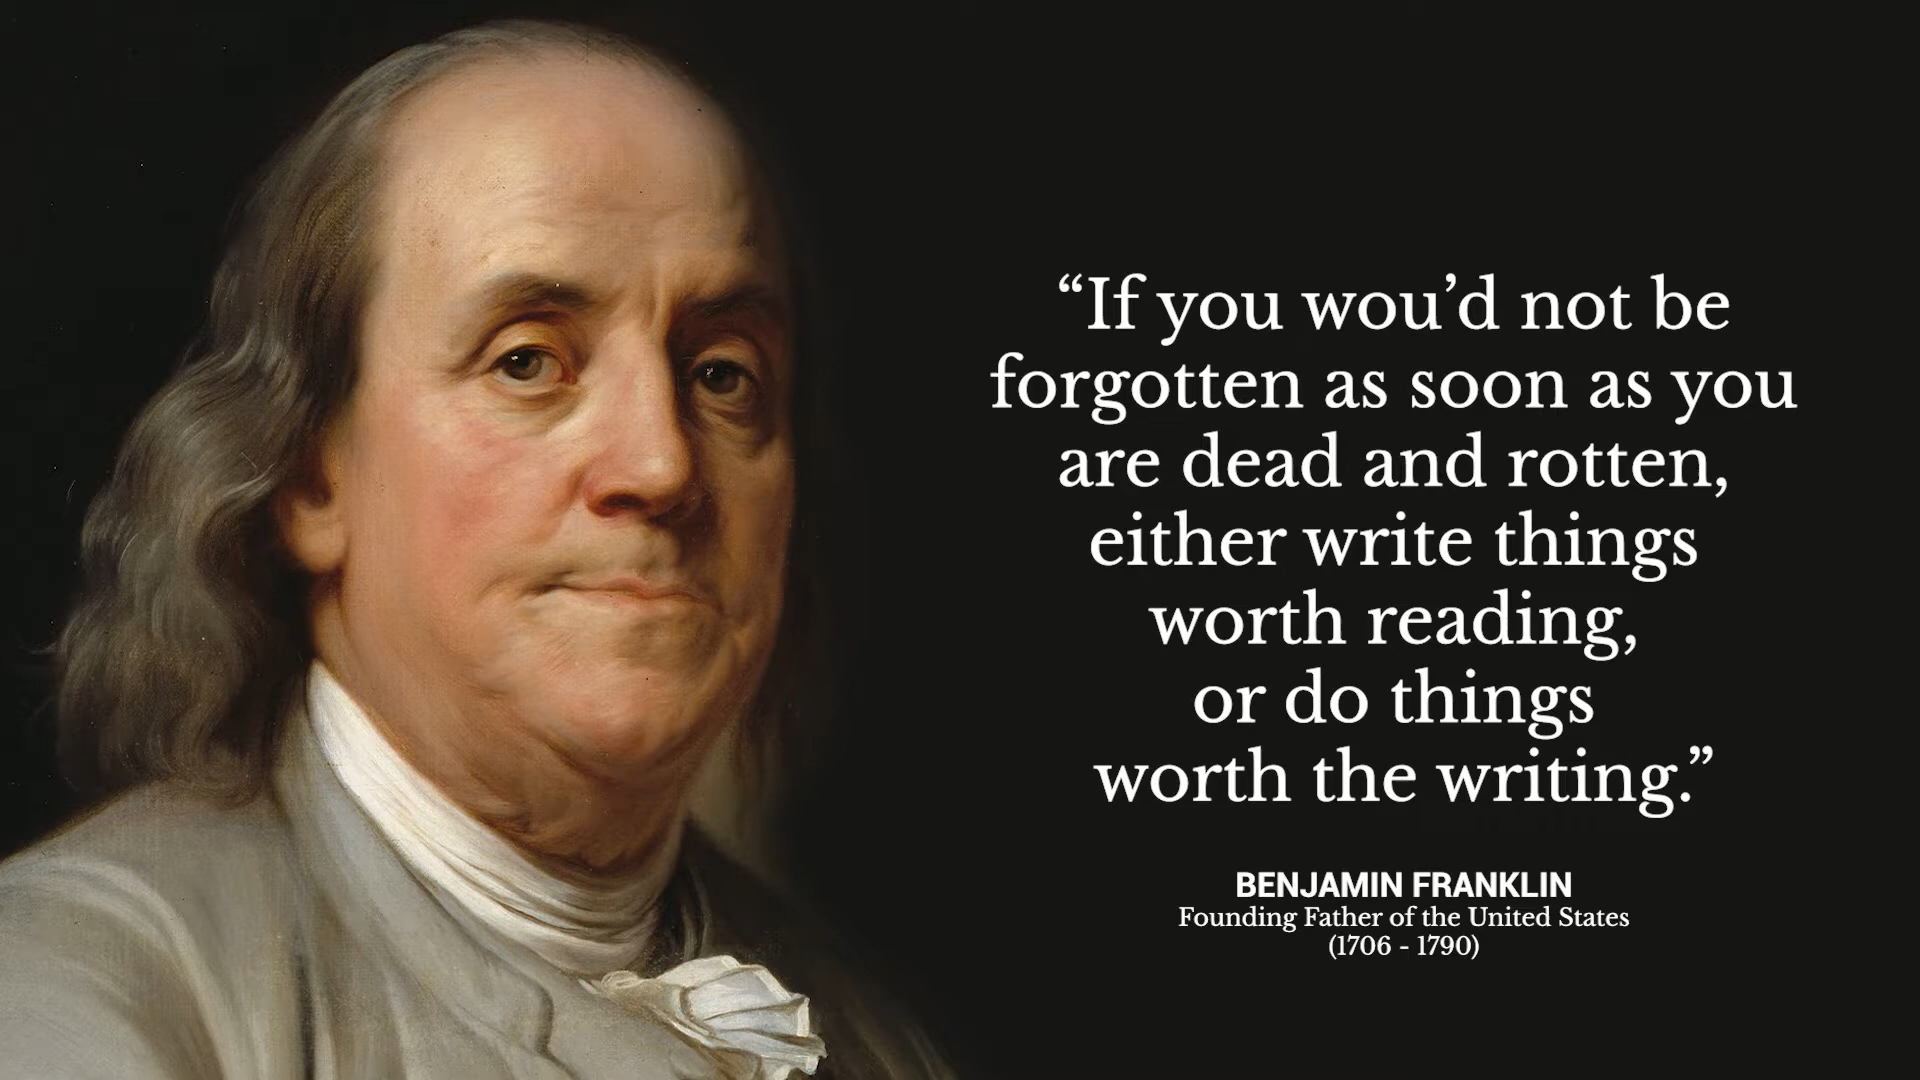 “If you wou’d not be
forgotten as soon as you
are dead and rotten,
either write things
worth reading,
or do things
worth the writing.”
BENJAMIN FRANKLIN
Founding Father of the United States
(1706 - 1790)